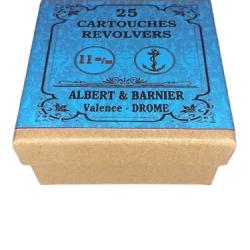 25
CARTOUCHES
REVOLVERS
11 m/m
ALBERT & BARNIER
Valence - DROME